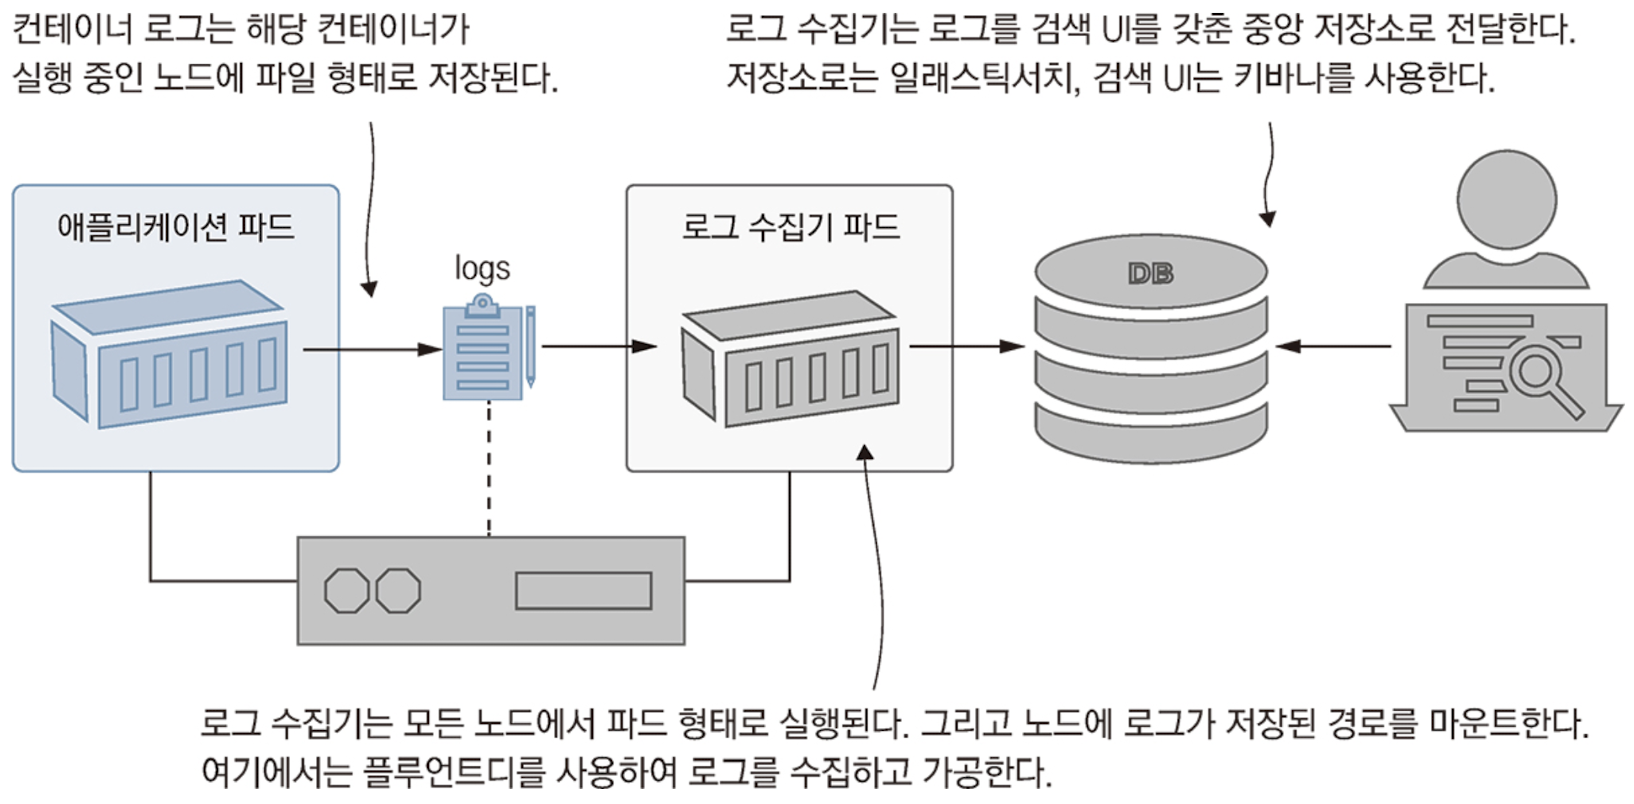 컨테이너 로그는 해당 컨테이너가
실행 중인 노드에 파일 형태로 저장된다.
로그 수집기는 로그를 검색 UI를 갖춘 중앙 저장소로 전달한다.
저장소로는 일래스틱서치, 검색 UI는 키바나를 사용한다.
애플리케이션 파드
logs
로그 수집기 파드
DB
로그 수집기는 모든 노드에서 파드 형태로 실행된다. 그리고 노드에 로그가 저장된 경로를 마운트한다.
여기에서는 플루언트디를 사용하여 로그를 수집하고 가공한다.